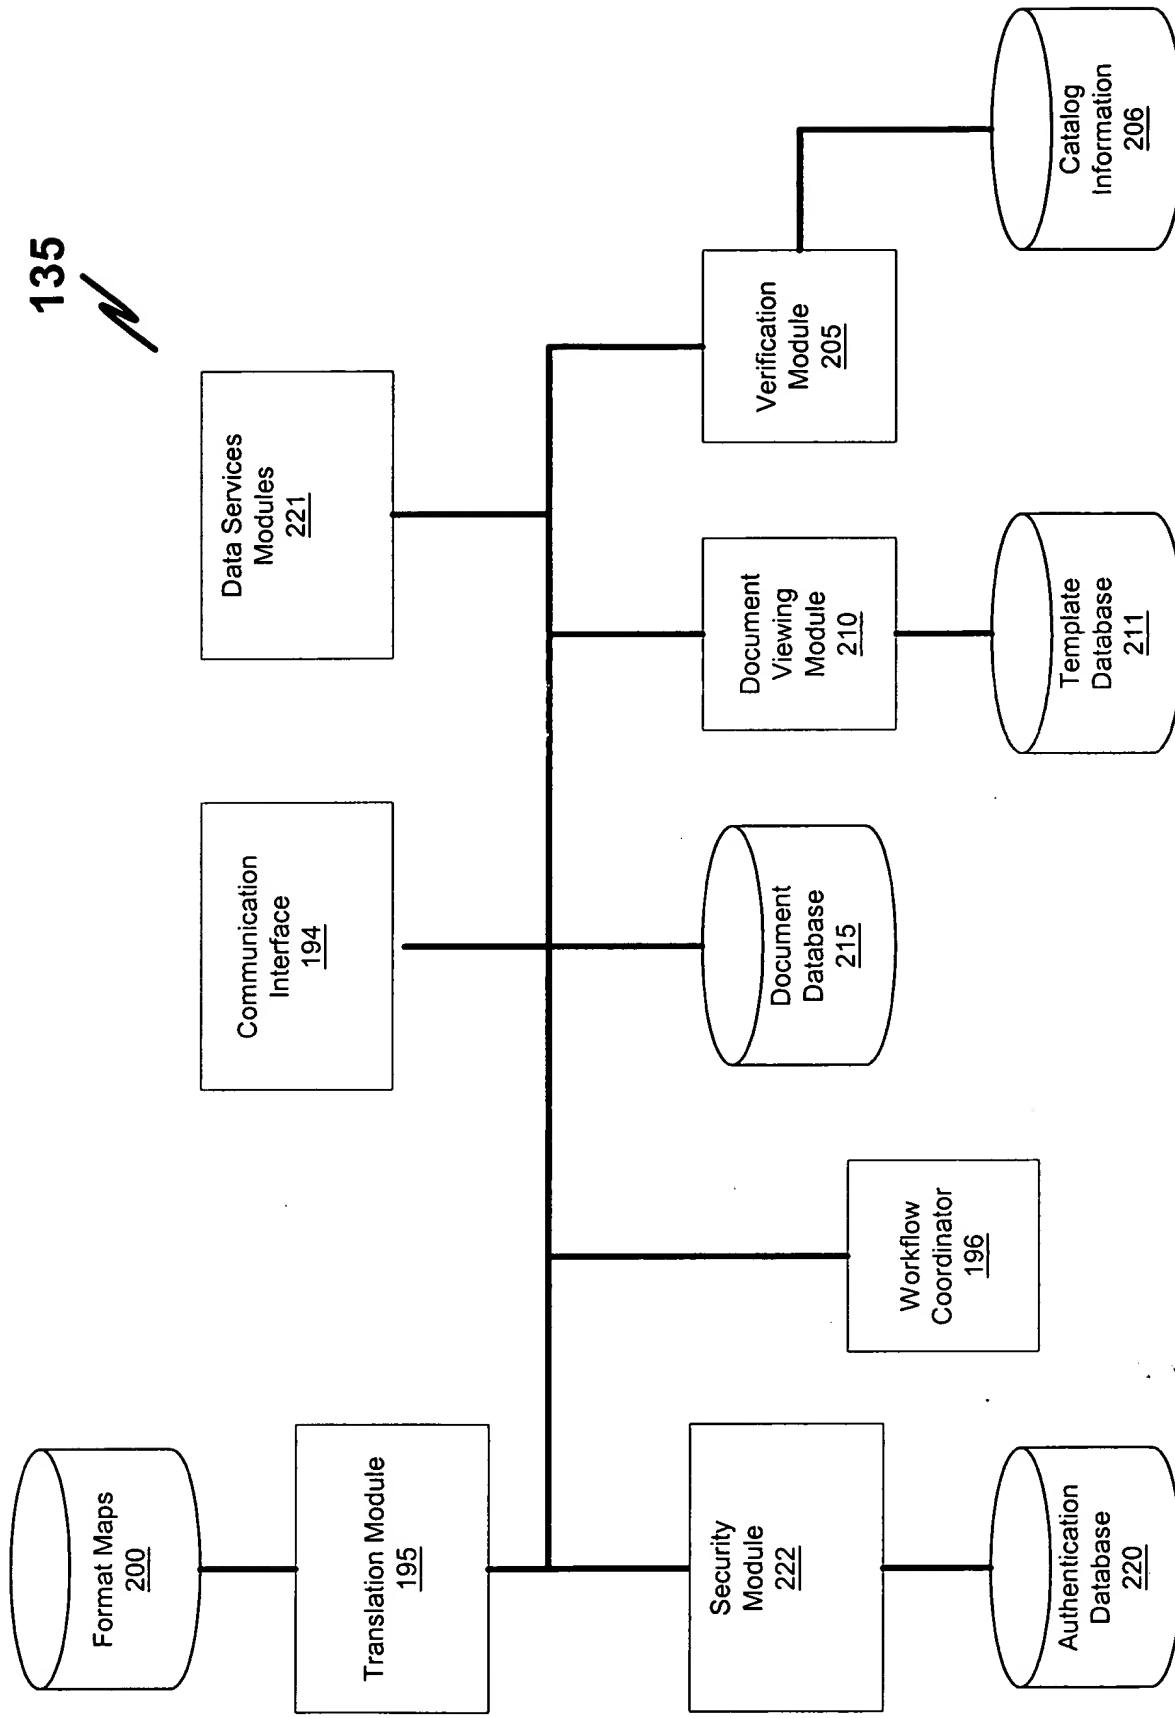 135
Format Maps
200
Translation Module
195
Communication
Interface
194
Data Services
Modules
221
Security
Module
222
Workflow
Coordinator
196
Document
Database
215
Document
Viewing
Module
210
Verification
Module
205
Authentication
Database
220
Template
Database
211
Catalog
Information
206